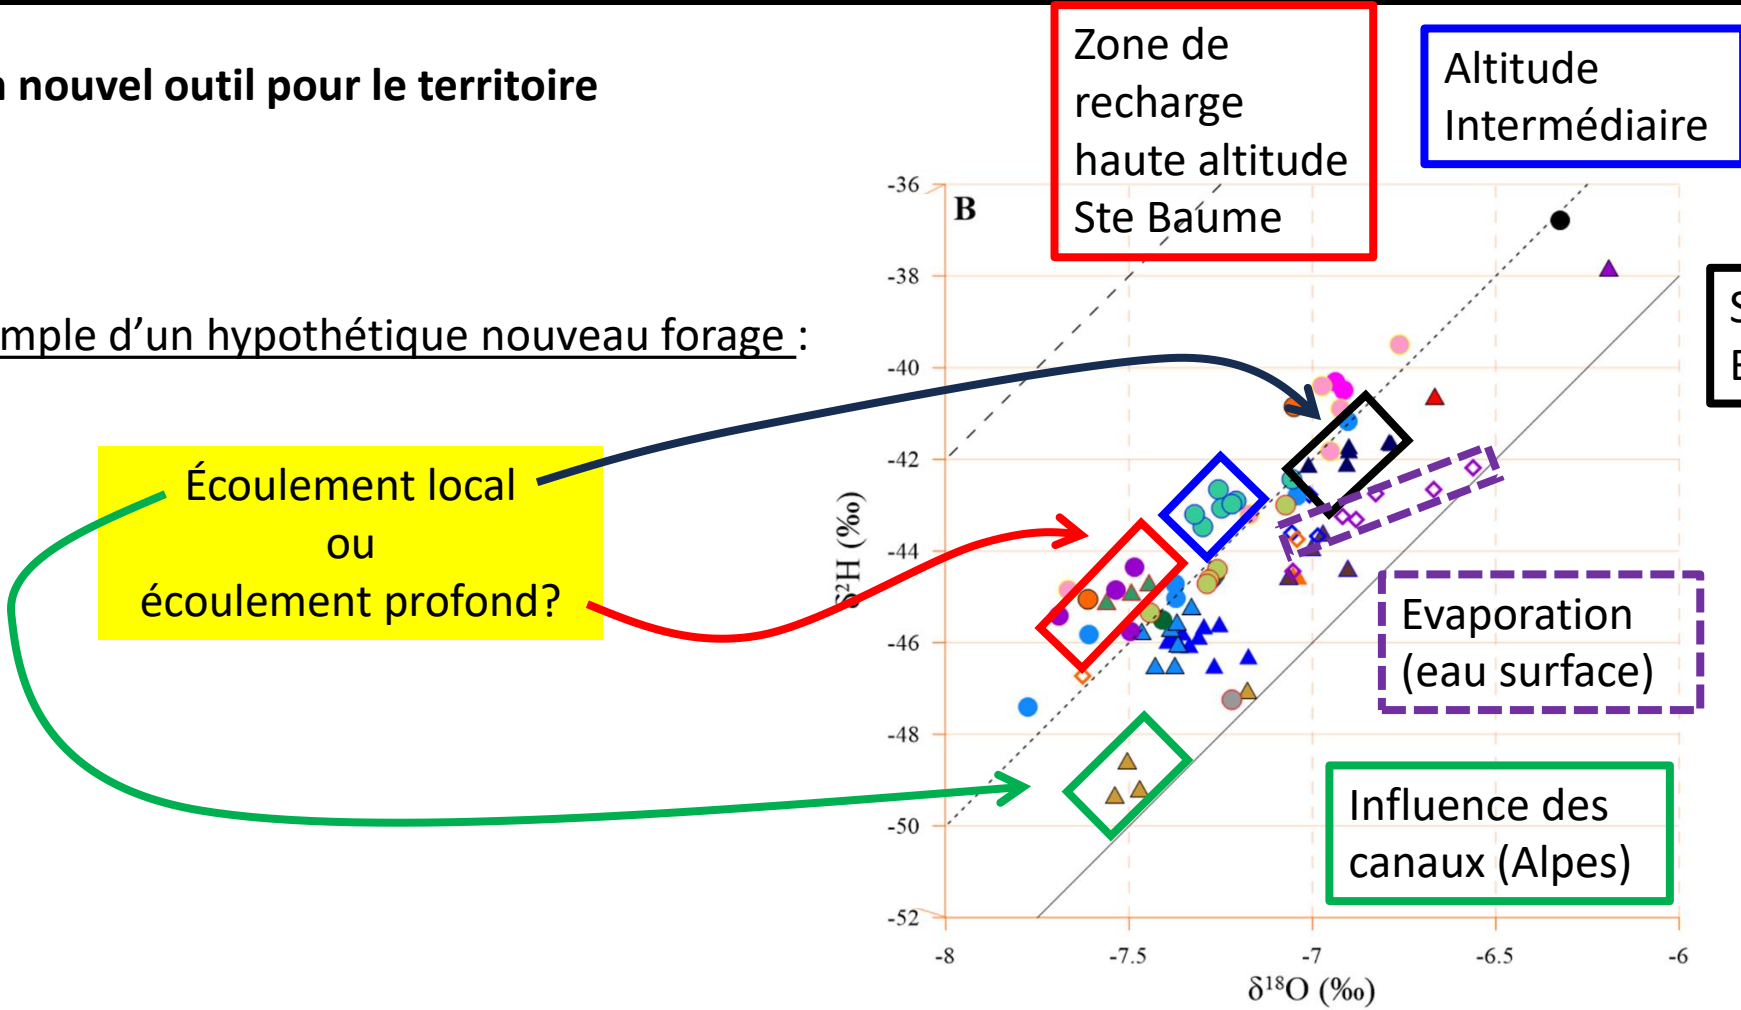 nouvel outil pour le territoire
mple d'un hypothétique nouveau forage :
Écoulement local
ou
écoulement profond?
Zone de
recharge
haute altitude
Ste Baume
Altitude
Intermédiaire
B
-36
-38
-40
-42
-44
-46
-48
-50
-52
δ²H (‰)
-8
-7.5
-7
-6.5
-6
δ¹⁸O (‰)
Evaporation
(eau surface)
Influence des
canaux (Alpes)